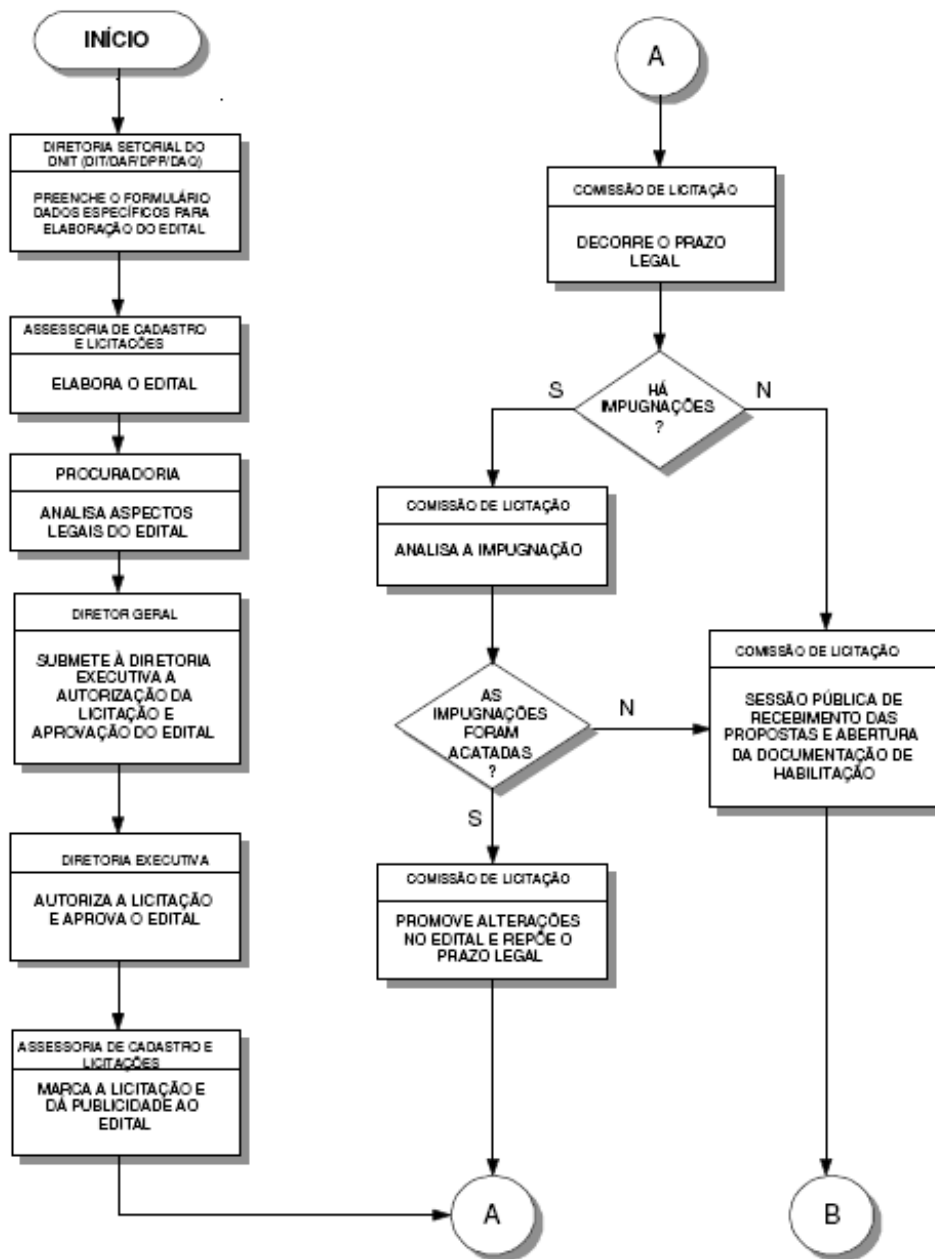 INÍCIO
DIRETORIA SETORIAL DO
DNIT (DIT/DAF/DPP/DAQ)
PREENCHE O FORMULÁRIO
DADOS ESPECÍFICOS PARA
ELABORAÇÃO DO EDITAL
ASSESSORIA DE CADASTRO
E LICITAÇÕES
ELABORA O EDITAL
PROCURADORIA
ANALISA ASPECTOS
LEGAIS DO EDITAL
DIRETOR GERAL
SUBMETE À DIRETORIA
EXECUTIVA A
AUTORIZAÇÃO DA
LICITAÇÃO E
APROVAÇÃO DO EDITAL
DIRETORIA EXECUTIVA
AUTORIZA A LICITAÇÃO
E APROVA O EDITAL
ASSESSORIA DE CADASTRO E
LICITAÇÕES
MARCA A LICITAÇÃO E
DÁ PUBLICIDADE AO
EDITAL
A
COMISSÃO DE LICITAÇÃO
DECORRE O PRAZO
LEGAL
HÁ
IMPUGNAÇÕES
?
S
N
COMISSÃO DE LICITAÇÃO
ANALISA A IMPUGNAÇÃO
AS
IMPUGNAÇÕES
FORAM
ACATADAS
?
N
S
COMISSÃO DE LICITAÇÃO
SESSÃO PÚBLICA DE
RECEBIMENTO DAS
PROPOSTAS E ABERTURA
DA DOCUMENTAÇÃO DE
HABILITAÇÃO
COMISSÃO DE LICITAÇÃO
PROMOVE ALTERAÇÕES
NO EDITAL E REPÕE O
PRAZO LEGAL
A
B